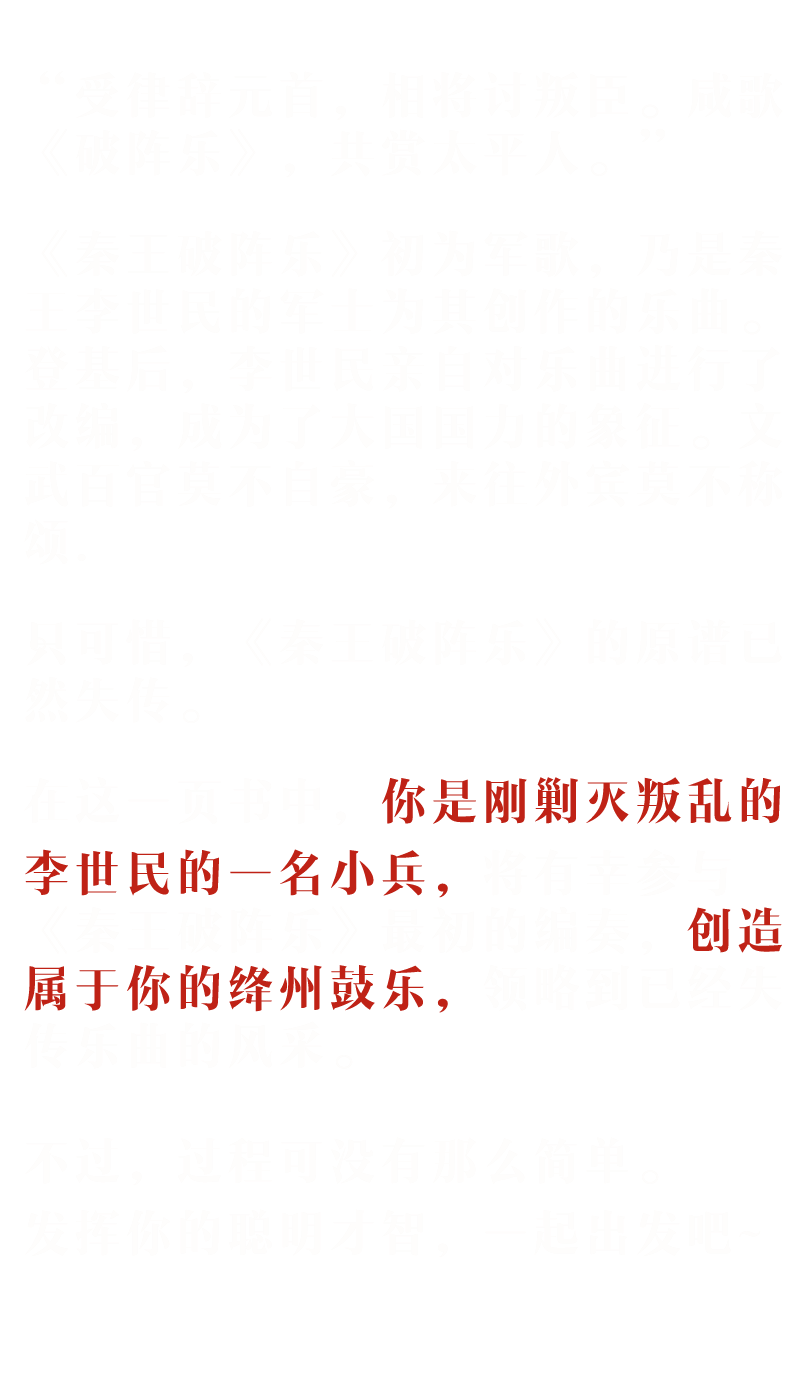 “受律辞元首，相将讨叛臣。咸歌
《破阵乐》，共赏太平人。”
《秦王破阵乐》初为军歌，乃是秦
王李世民的军士为其创作的乐曲。
登基后，李世民亲自对乐曲进行了
改编，成为了大国国力的象征。文
武百官莫不自豪，来往外宾莫不称
颂。
只可惜，《秦王破阵乐》的原谱已
然失传。
在这一页书中，你是刚剿灭叛乱的
李世民的一名小兵，将有幸参与
《秦王破阵乐》最初的编奏，创造
属于你的绛州鼓乐，领略到已经失
传乐曲的风采。
不过，过程可没有那么简单。
发挥你的聪明才智，一起出发吧~